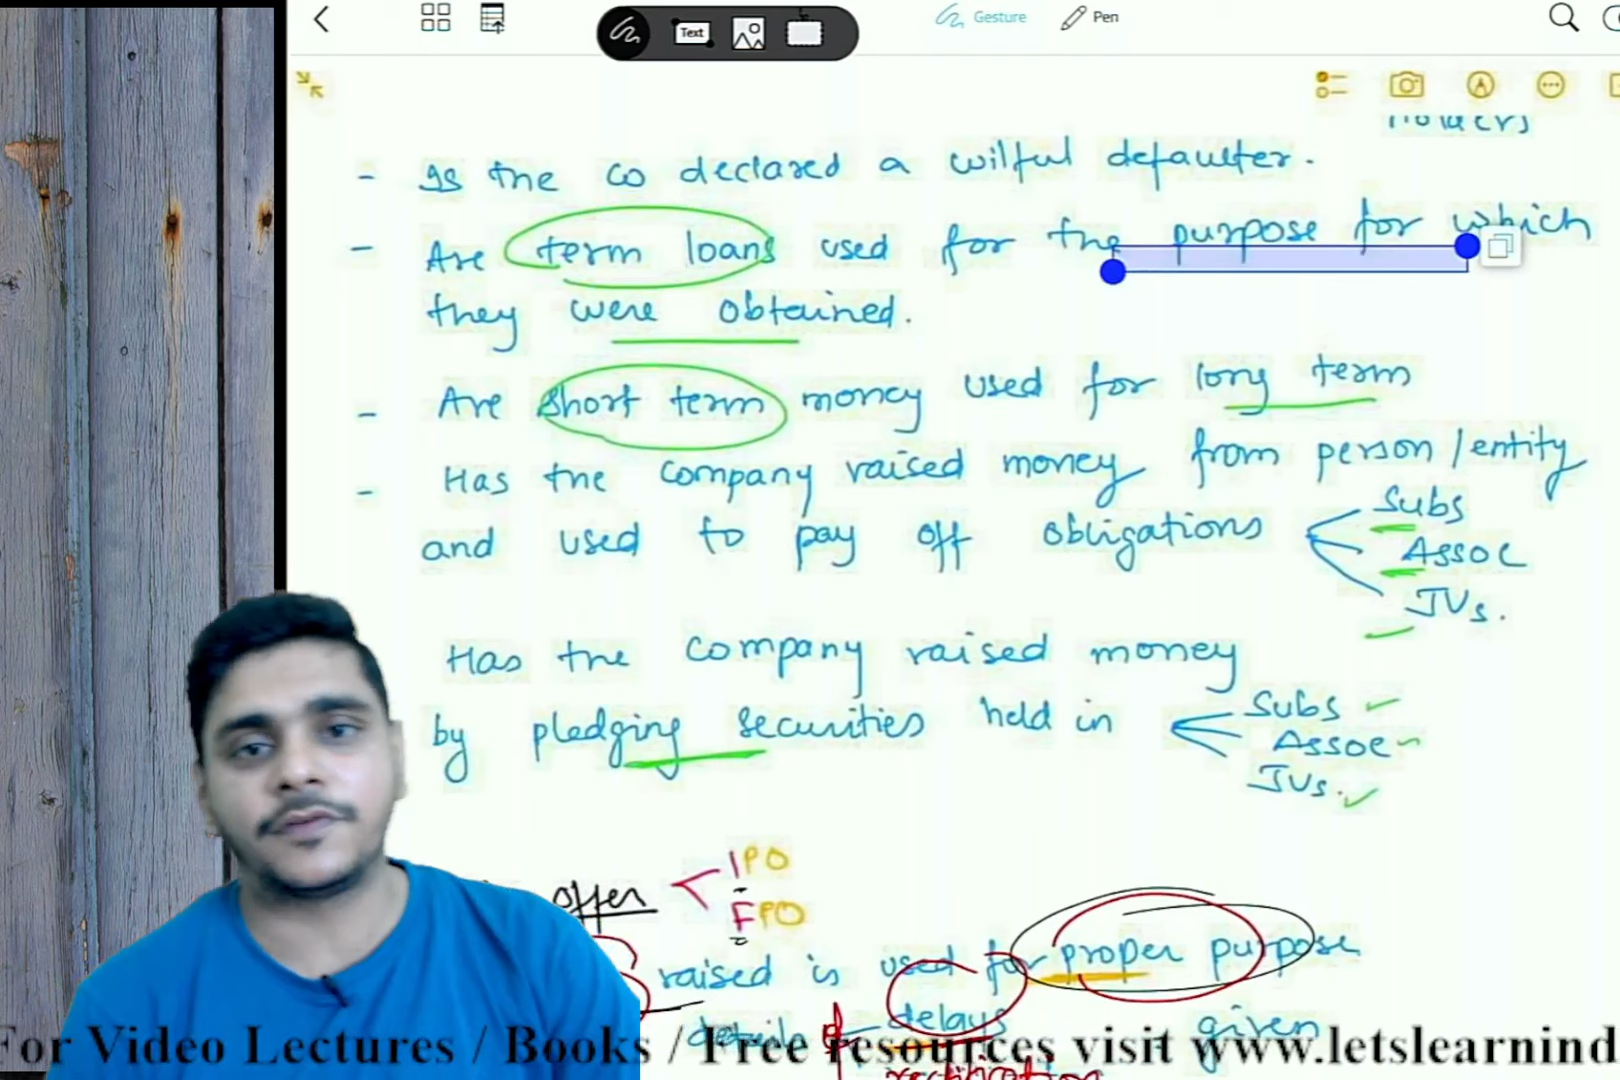 Text
Gesture
Pen
holders
- Is the co declared a wilful defaulter.
- Are term loans used for the purpose for which
they were obtained.
- Are short term money used for long term
- Has the company raised money from person/entity
and used to pay off obligations
Subs
Assoc
JVs.
Has the company raised money
by pledging securities held in
Subs
Assoc
JVs.
offer
IPO
FPO
raised is used for proper purpose
details of delays given
rectification
For Video Lectures / Books / Free resources visit www.letslearnind